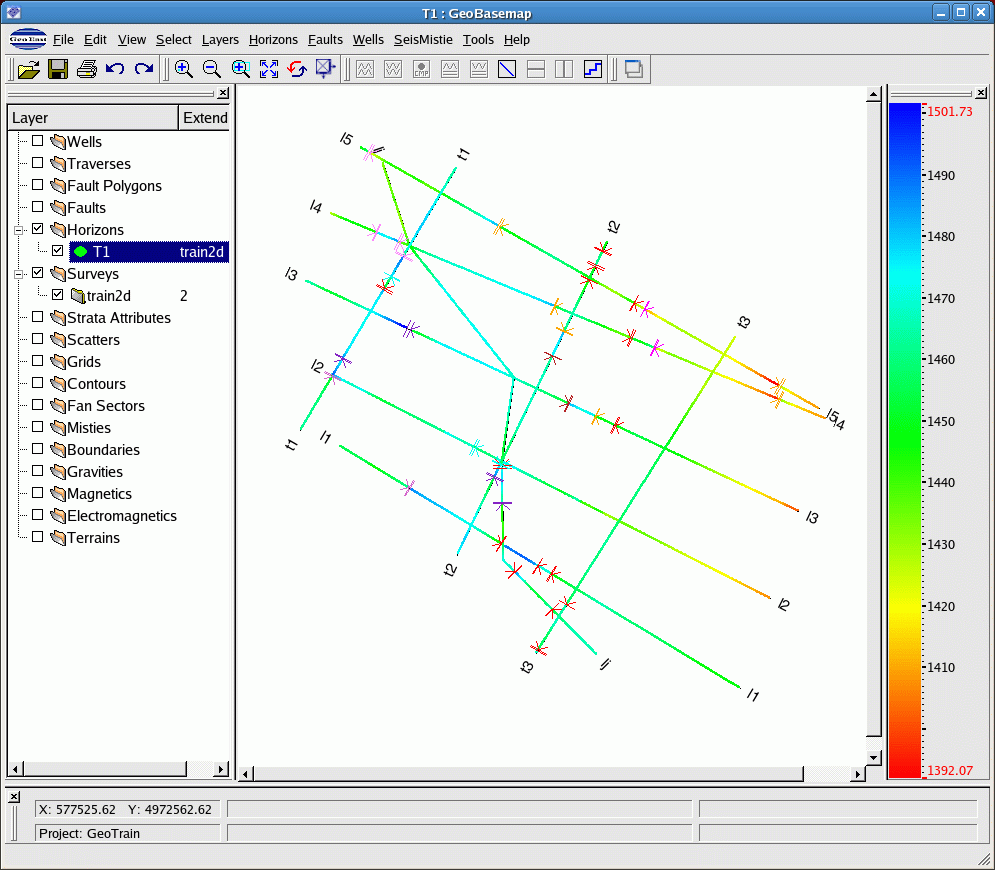 T1 : GeoBasemap
Geo East File Edit View Select Layers Horizons Faults Wells SeisMistie Tools Help
CMP
Layer Extend
Wells
Traverses
Fault Polygons
Faults
Horizons
T1 train2d
Surveys
train2d 2
Strata Attributes
Scatters
Grids
Contours
Fan Sectors
Misties
Boundaries
Gravities
Magnetics
Electromagnetics
Terrains
l5
t1
l4
t2
l3
t3
l2
l5
l4
l1
t1
l3
t2
l2
t3
lj
l1
1501.73
1490
1480
1470
1460
1450
1440
1430
1420
1410
1392.07
X: 577525.62 Y: 4972562.62
Project: GeoTrain